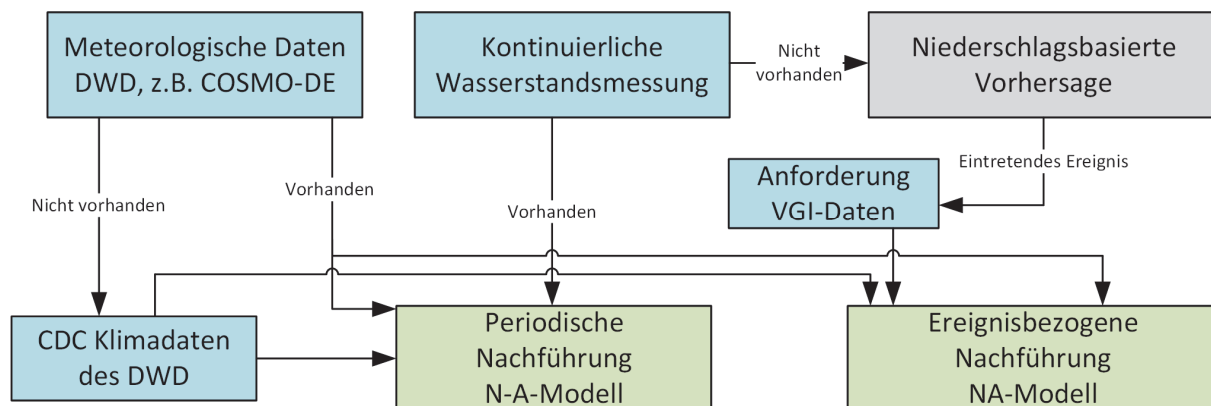 Meteorologische Daten
DWD, z.B. COSMO-DE
Kontinuierliche
Wasserstandsmessung
Nicht
vorhanden
Niederschlagsbasierte
Vorhersage
Eintretendes Ereignis
Anforderung
VGI-Daten
Nicht vorhanden
Vorhanden
Vorhanden
CDC Klimadaten
des DWD
Periodische
Nachführung
N-A-Modell
Ereignisbezogene
Nachführung
NA-Modell